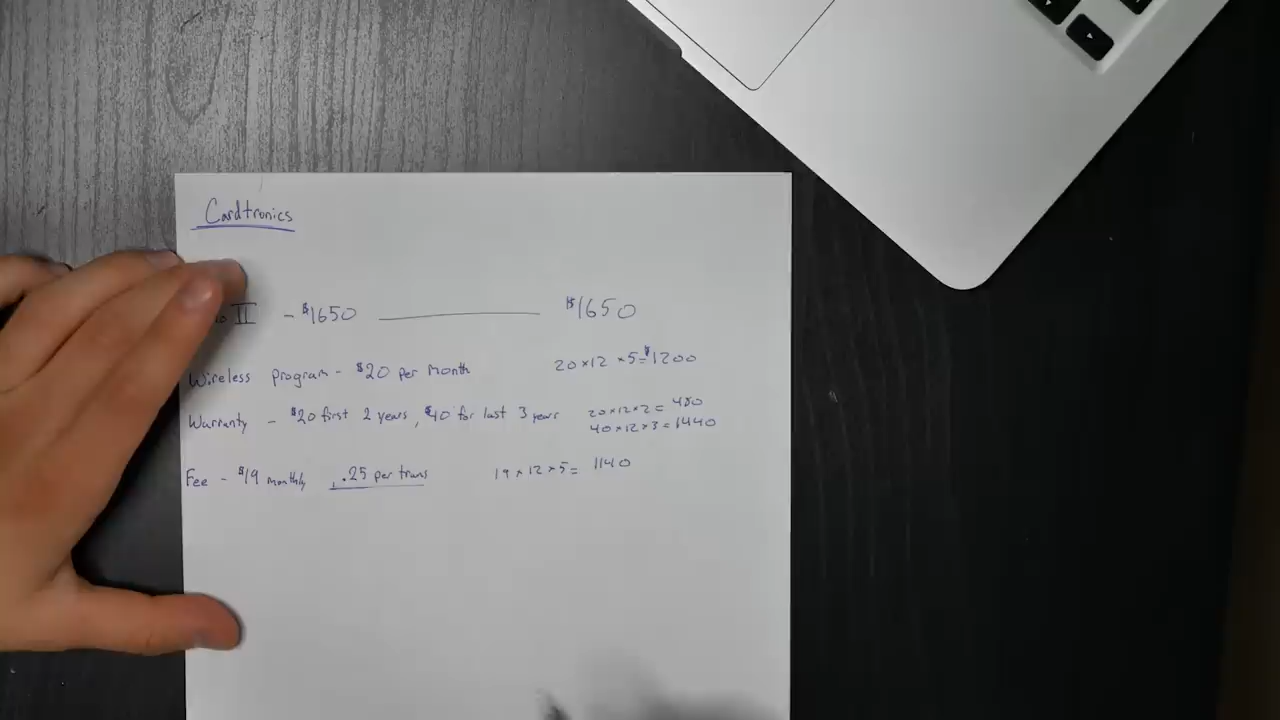 Cardtronics
II - $1650 $1650
Wireless program - $20 per month 20×12×5=$1200
Warranty - $20 first 2 years, $40 for last 3 years 20×12×2= 480
40×12×3=1440
Fee - $19 monthly, .25 per trans 19×12×5= 1140